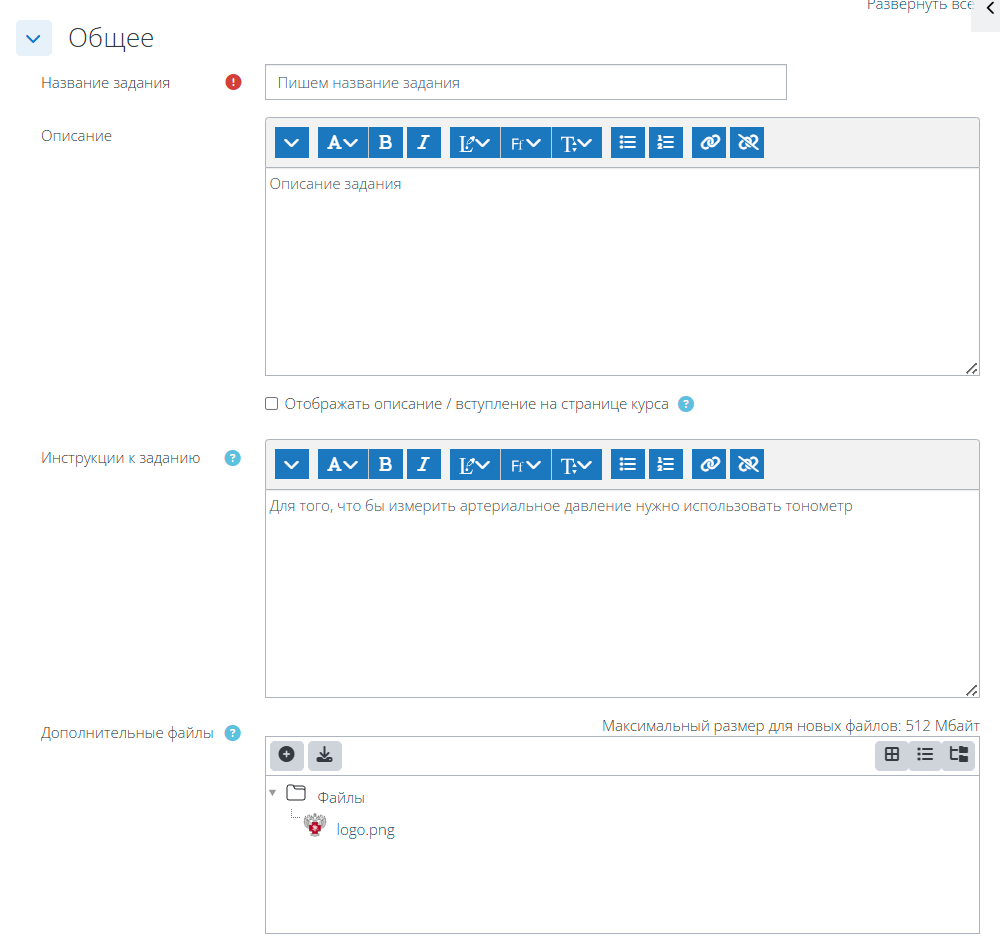 Развернуть все
Общее
Название задания
Пишем название задания
Описание
Описание задания
Отображать описание / вступление на странице курса
Инструкции к заданию
Для того, что бы измерить артериальное давление нужно использовать тонометр
Дополнительные файлы
Максимальный размер для новых файлов: 512 Мбайт
Файлы
logo.png